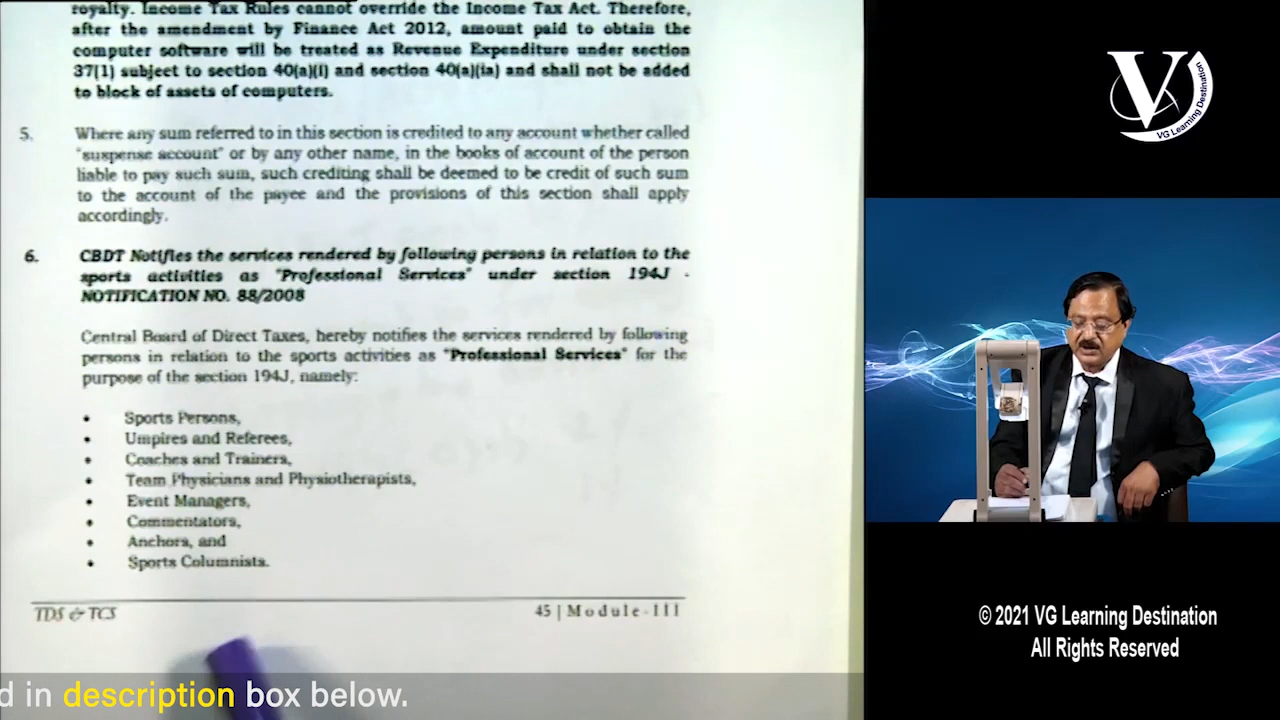 royalty. Income Tax Rules cannot override the Income Tax Act. Therefore,
after the amendment by Finance Act 2012, amount paid to obtain the
computer software will be treated as Revenue Expenditure under section
37(1) subject to section 40(a)(i) and section 40(a)(ia) and shall not be added
to block of assets of computers.
5. Where any sum referred to in this section is credited to any account whether called
"suspense account" or by any other name, in the books of account of the person
liable to pay such sum, such crediting shall be deemed to be credit of such sum
to the account of the payee and the provisions of this section shall apply
accordingly.
6. CBDT Notifies the services rendered by following persons in relation to the
sports activities as "Professional Services" under section 194J -
NOTIFICATION NO. 88/2008
Central Board of Direct Taxes, hereby notifies the services rendered by following
persons in relation to the sports activities as "Professional Services" for the
purpose of the section 194J, namely:
• Sports Persons,
• Umpires and Referees,
• Coaches and Trainers,
• Team Physicians and Physiotherapists,
• Event Managers,
• Commentators,
• Anchors, and
• Sports Columnists.
TDS & TCS
45 | Module-III
d in description box below.
V
VG Learning Destination
© 2021 VG Learning Destination
All Rights Reserved